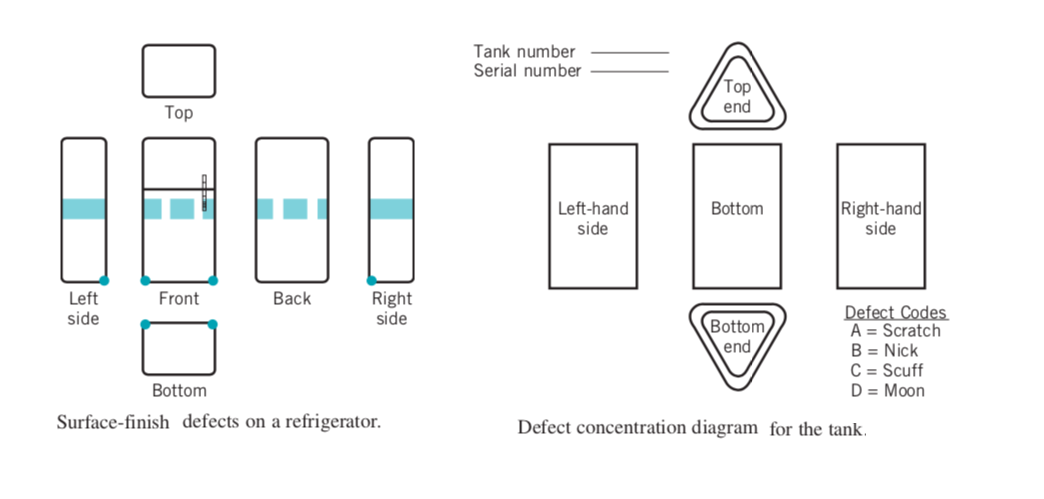 Top
Left
side
Front
Back
Right
side
Bottom
Surface-finish defects on a refrigerator.
Tank number
Serial number
Top
end
Left-hand
side
Bottom
Right-hand
side
Bottom
end
Defect Codes
A = Scratch
B = Nick
C = Scuff
D = Moon
Defect concentration diagram for the tank.